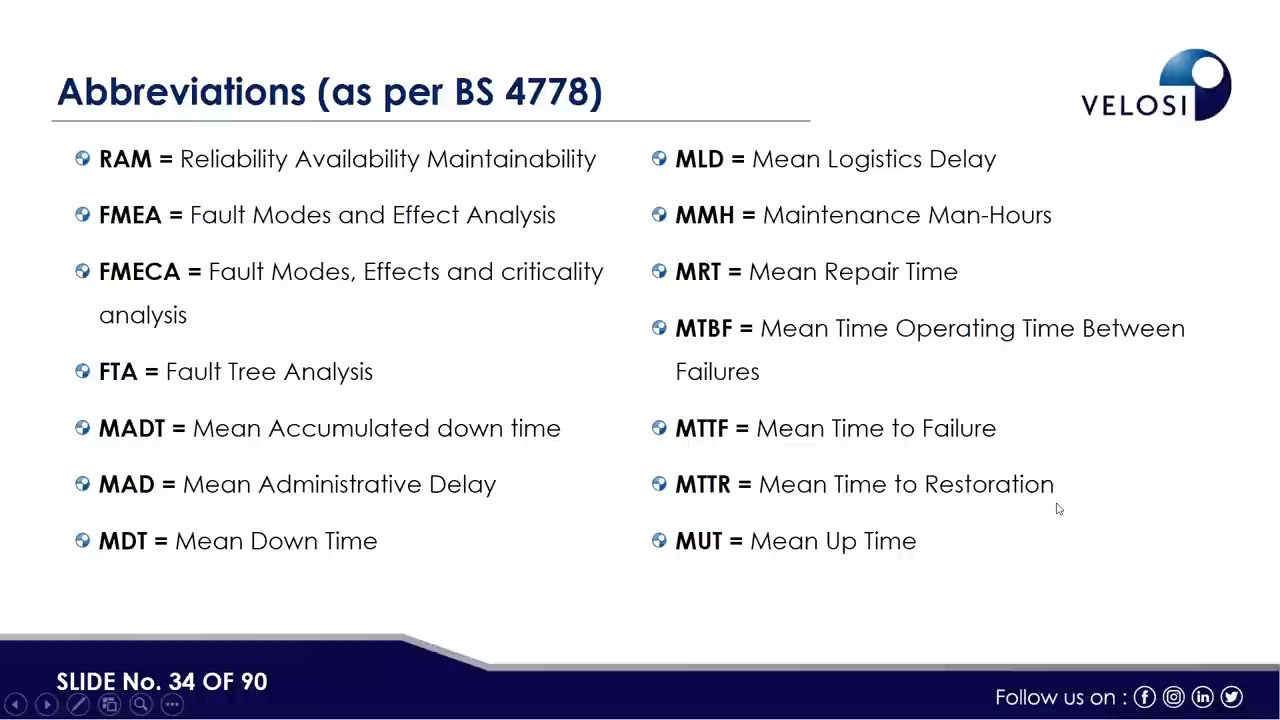 Abbreviations (as per BS 4778)
VELOSI
RAM = Reliability Availability Maintainability
FMEA = Fault Modes and Effect Analysis
FMECA = Fault Modes, Effects and criticality
analysis
FTA = Fault Tree Analysis
MADT = Mean Accumulated down time
MAD = Mean Administrative Delay
MDT = Mean Down Time
MLD = Mean Logistics Delay
MMH = Maintenance Man-Hours
MRT = Mean Repair Time
MTBF = Mean Time Operating Time Between
Failures
MTTF = Mean Time to Failure
MTTR = Mean Time to Restoration
MUT = Mean Up Time
SLIDE No. 34 OF 90
Follow us on :